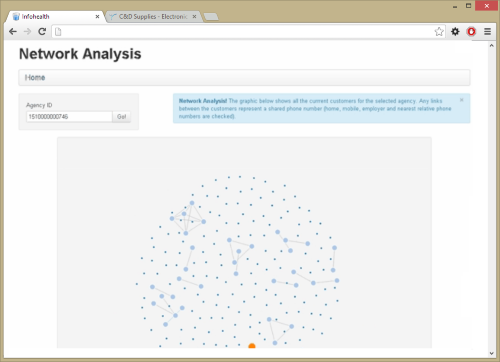 Infohealth
C&D Supplies - Electronic
Network Analysis
Home
Agency ID
1510000000746
Go!
Network Analysis! The graphic below shows all the current customers for the selected agency. Any links
between the customers represent a shared phone number (home, mobile, employer and nearest relative phone
numbers are checked).